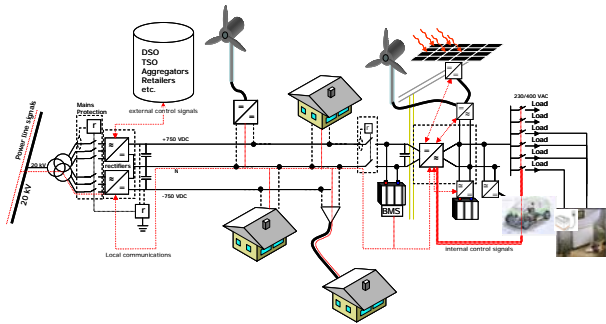 DSO
TSO
Aggregators
Retailers
etc.
external control signals
Mains
Protection
Power line signals
20 kV
20 kV
r
rectifiers
+750 VDC
N
-750 VDC
r
Local communications
r
BMS
230/400 VAC
Load
Load
Load
Load
Load
Load
internal control signals